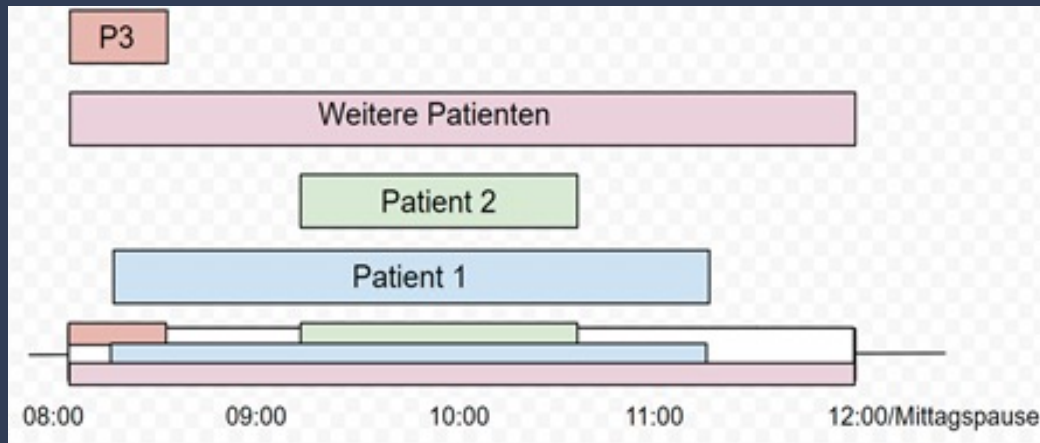 P3
Weitere Patienten
Patient 2
Patient 1
08:00 09:00 10:00 11:00 12:00/Mittagspause